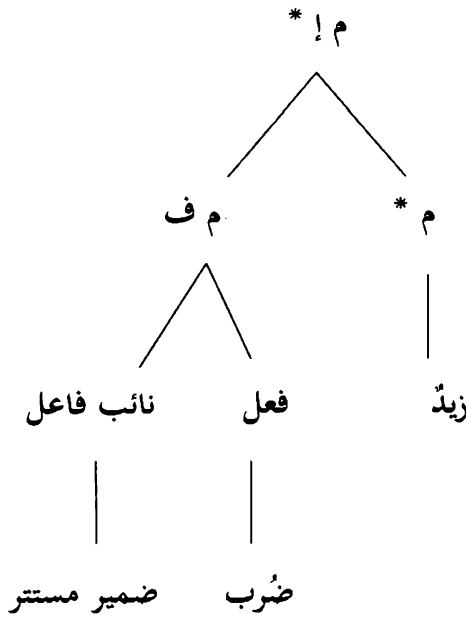 م إ *
م * م ف
زيدٌ فعل نائب فاعل
ضُرب ضمير مستتر